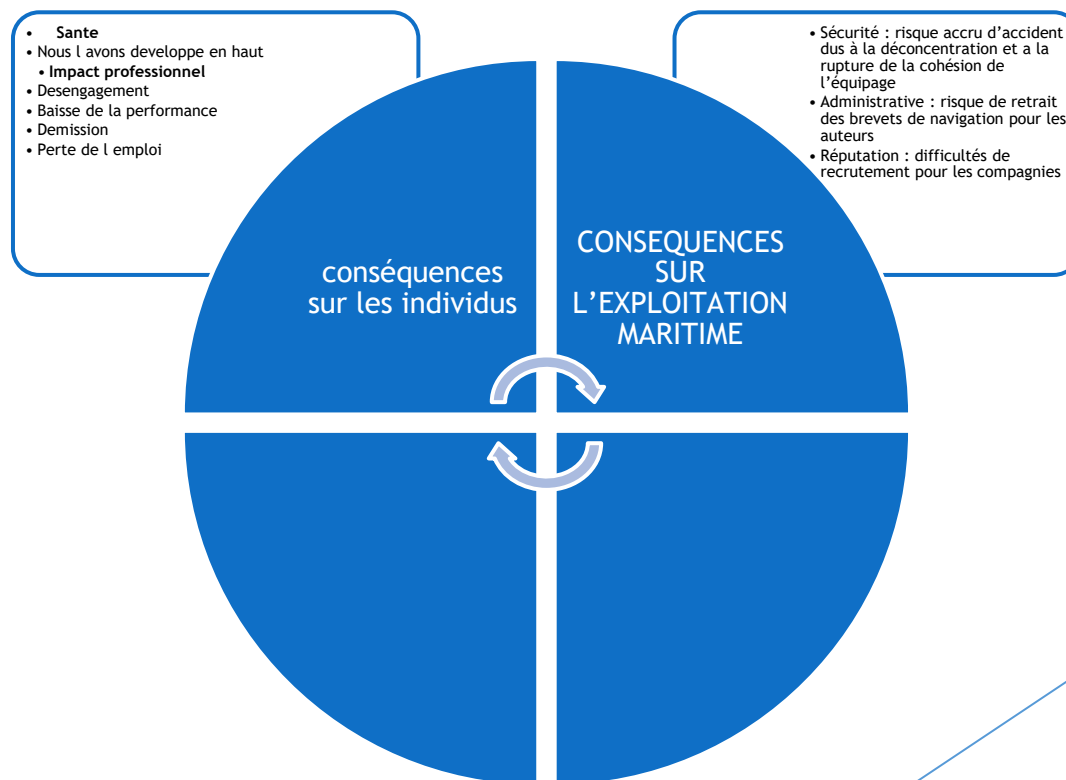 • Sante
• Nous l avons developpe en haut
• Impact professionnel
• Desengagement
• Baisse de la performance
• Demission
• Perte de l emploi
• Sécurité : risque accru d'accident
dus à la déconcentration et a la
rupture de la cohésion de
l'équipage
• Administrative : risque de retrait
des brevets de navigation pour les
auteurs
• Réputation : difficultés de
recrutement pour les compagnies
conséquences
sur les individus
CONSEQUENCES
SUR
L'EXPLOITATION
MARITIME